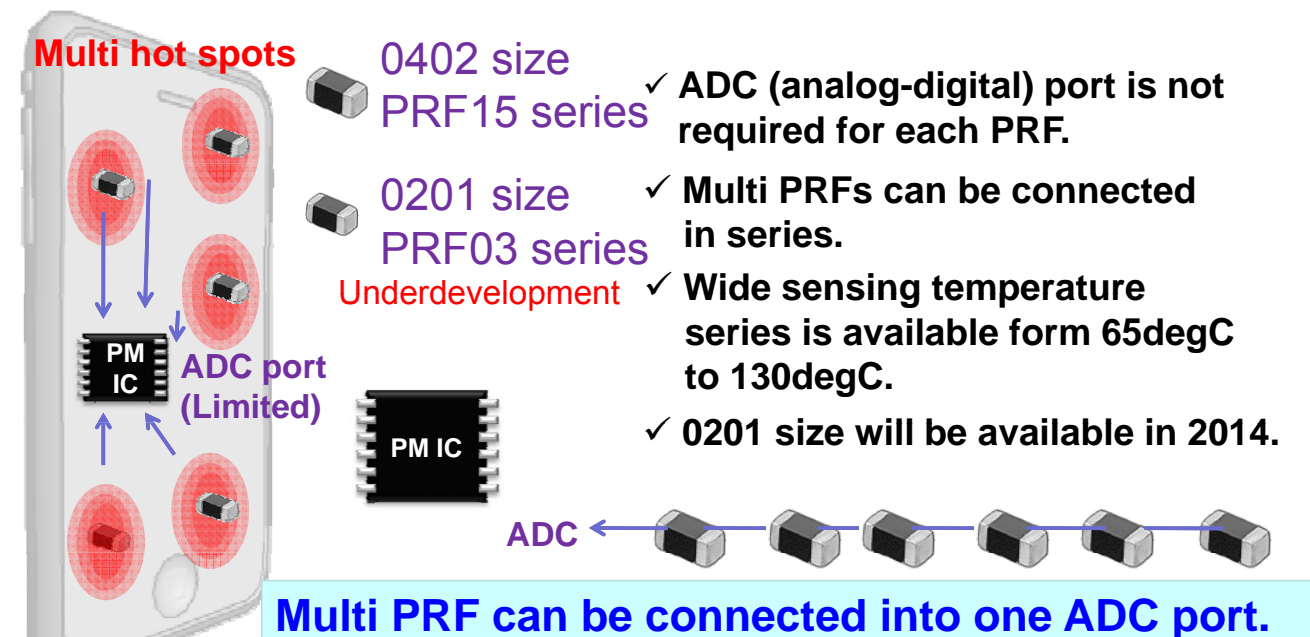 Multi hot spots
0402 size
PRF15 series
0201 size
PRF03 series
Underdevelopment
✓ ADC (analog-digital) port is not
required for each PRF.
✓ Multi PRFs can be connected
in series.
✓ Wide sensing temperature
series is available form 65degC
to 130degC.
✓ 0201 size will be available in 2014.
PM
IC
ADC port
(Limited)
PM IC
ADC
Multi PRF can be connected into one ADC port.